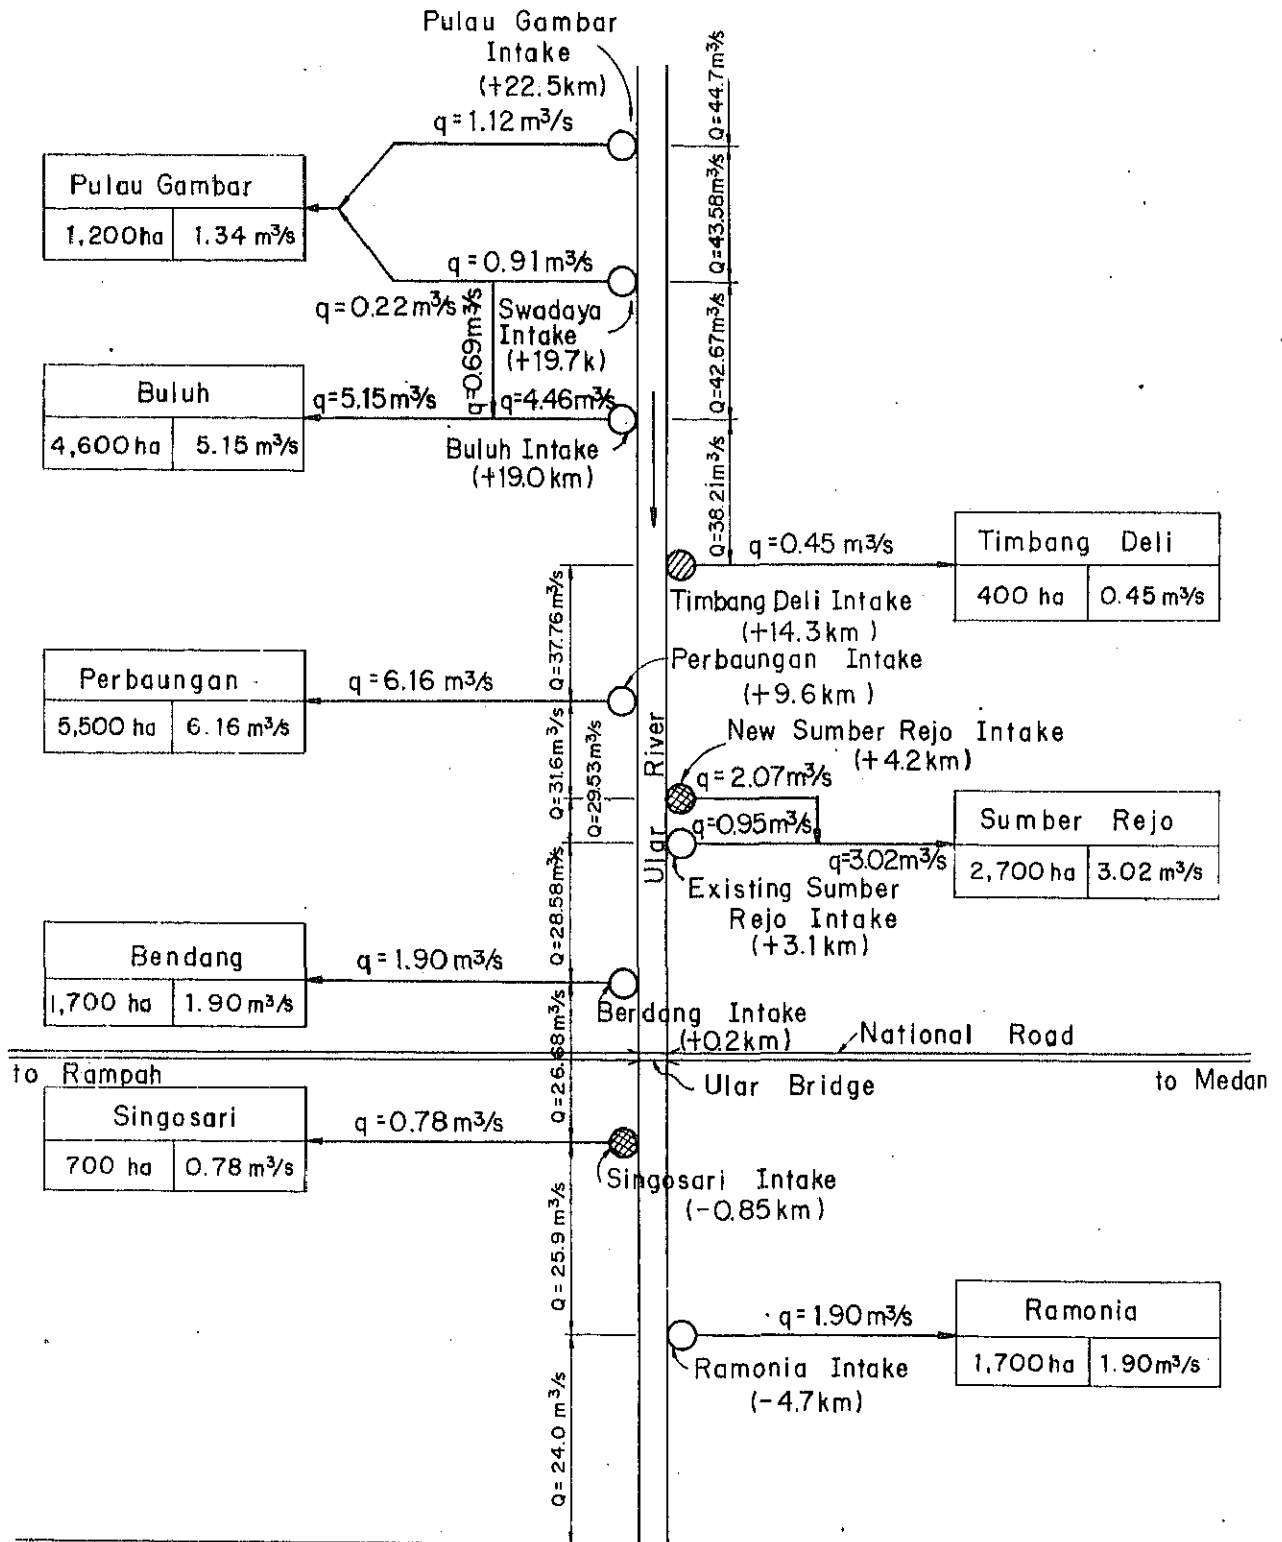 Pulau Gambar
Intake
(+22.5km)
q=1.12 m³/s
Q=44.7m³/s
Pulau Gambar
1,200ha 1.34 m³/s
Q=43.58m³/s
q=0.91m³/s
q=0.22m³/s
q=0.69m³/s
Swadaya
Intake
(+19.7k)
Q=42.67m³/s
Buluh
4,600ha 5.15 m³/s
q=5.15m³/s
q=4.46m³/s
Buluh Intake
(+19.0km)
Q=38.21m³/s
q=0.45 m³/s
Timbang Deli
400 ha 0.45m³/s
Timbang Deli Intake
(+14.3km)
Q=37.76m³/s
Perbaungan
5,500 ha 6.16 m³/s
q=6.16 m³/s
Perbaungan Intake
(+9.6km)
Q=31.6m³/s
Q=29.53m³/s
Ular River
New Sumber Rejo Intake
(+4.2km)
q=2.07m³/s
q=0.95m³/s
q=3.02m³/s
Sumber Rejo
2,700 ha 3.02 m³/s
Existing Sumber
Rejo Intake
(+3.1km)
Q=28.58m³/s
Bendang
1,700 ha 1.90 m³/s
q=1.90 m³/s
Bendang Intake
(+0.2km)
National Road
Q=26.68m³/s
to Rampah
Ular Bridge
to Medan
Singosari
700 ha 0.78 m³/s
q=0.78 m³/s
Singosari Intake
(-0.85km)
Q=25.9m³/s
q=1.90m³/s
Ramonia
1,700ha 1.90m³/s
Ramonia Intake
(-4.7km)
Q=24.0 m³/s